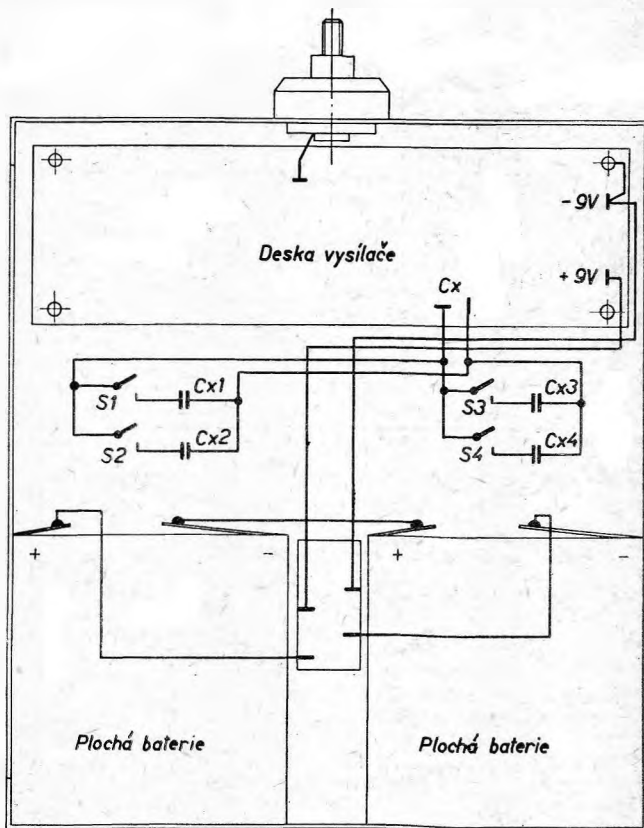 - 9V
Deska vysílače
+ 9V
Cx
S1
Cx1
S2
Cx2
S3
Cx3
S4
Cx4
+
-
+
-
Plochá baterie
Plochá baterie